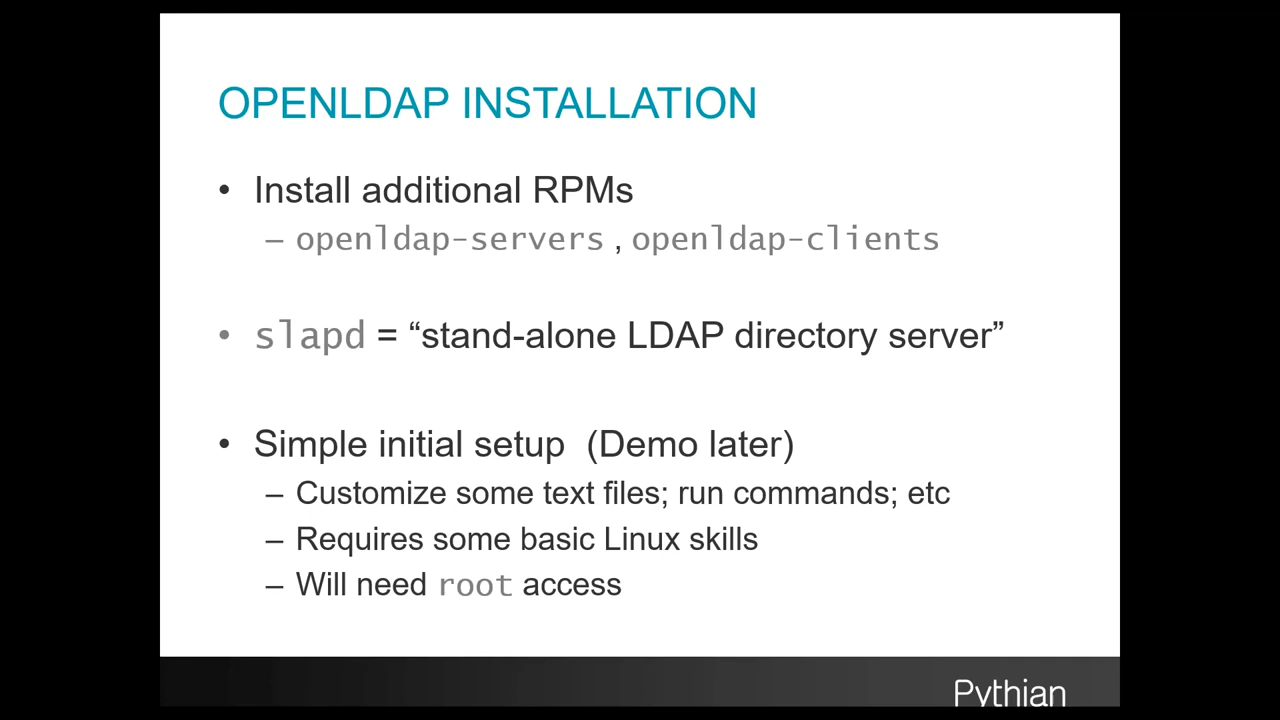 OPENLDAP INSTALLATION
• Install additional RPMs
– openldap-servers , openldap-clients
• slapd = “stand-alone LDAP directory server”
• Simple initial setup  (Demo later)
– Customize some text files; run commands; etc
– Requires some basic Linux skills
– Will need root access
Pythian